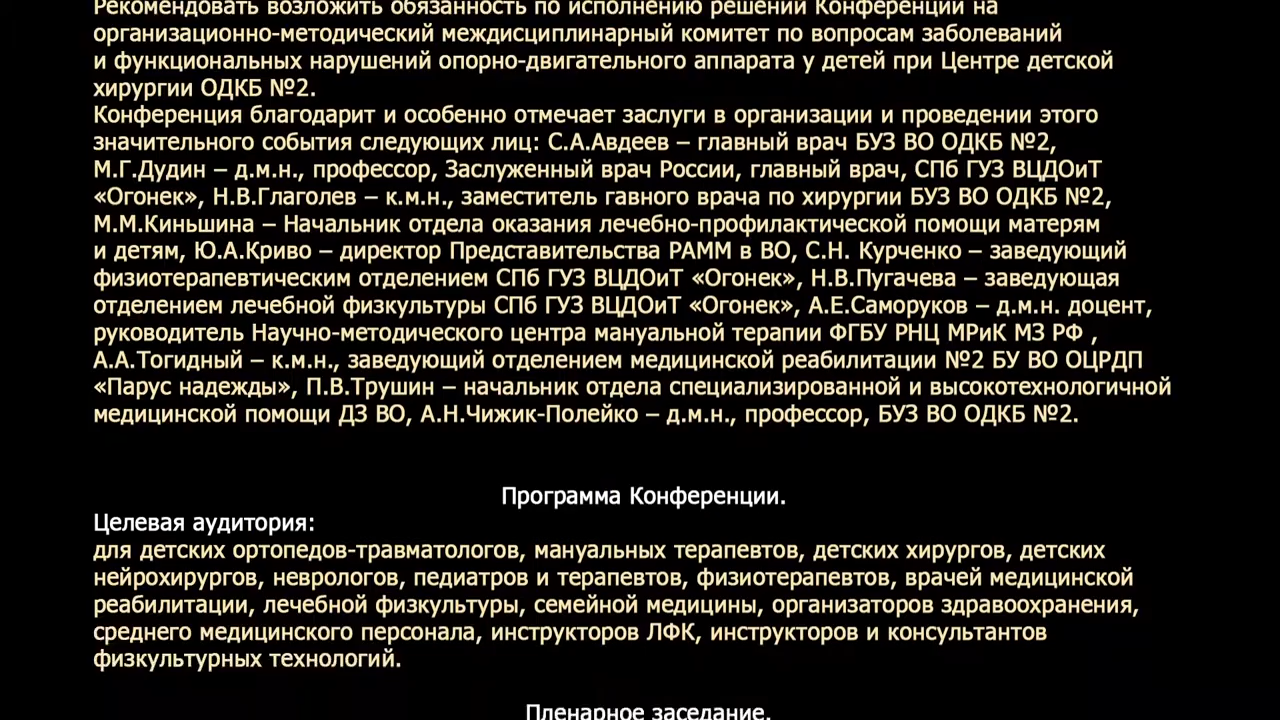 Рекомендовать возложить обязанность по исполнению решений Конференции на
организационно-методический междисциплинарный комитет по вопросам заболеваний
и функциональных нарушений опорно-двигательного аппарата у детей при Центре детской
хирургии ОДКБ №2.
Конференция благодарит и особенно отмечает заслуги в организации и проведении этого
значительного события следующих лиц: С.А.Авдеев – главный врач БУЗ ВО ОДКБ №2,
М.Г.Дудин – д.м.н., профессор, Заслуженный врач России, главный врач, СПб ГУЗ ВЦДОиТ
«Огонек», Н.В.Глаголев – к.м.н., заместитель гавного врача по хирургии БУЗ ВО ОДКБ №2,
М.М.Киньшина – Начальник отдела оказания лечебно-профилактической помощи матерям
и детям, Ю.А.Криво – директор Представительства РАММ в ВО, С.Н. Курченко – заведующий
физиотерапевтическим отделением СПб ГУЗ ВЦДОиТ «Огонек», Н.В.Пугачева – заведующая
отделением лечебной физкультуры СПб ГУЗ ВЦДОиТ «Огонек», А.Е.Саморуков – д.м.н. доцент,
руководитель Научно-методического центра мануальной терапии ФГБУ РНЦ МРиК МЗ РФ ,
А.А.Тогидный – к.м.н., заведующий отделением медицинской реабилитации №2 БУ ВО ОЦРДП
«Парус надежды», П.В.Трушин – начальник отдела специализированной и высокотехнологичной
медицинской помощи ДЗ ВО, А.Н.Чижик-Полейко – д.м.н., профессор, БУЗ ВО ОДКБ №2.
Программа Конференции.
Целевая аудитория:
для детских ортопедов-травматологов, мануальных терапевтов, детских хирургов, детских
нейрохирургов, неврологов, педиатров и терапевтов, физиотерапевтов, врачей медицинской
реабилитации, лечебной физкультуры, семейной медицины, организаторов здравоохранения,
среднего медицинского персонала, инструкторов ЛФК, инструкторов и консультантов
физкультурных технологий.
Пленарное заседание.